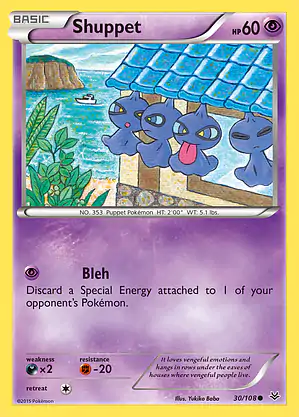 BASIC
Shuppet
HP60
NO. 353 Puppet Pokémon HT: 2'00" WT: 5.1 lbs.
Bleh
Discard a Special Energy attached to 1 of your
opponent's Pokémon.
weakness
×2
resistance
-20
retreat
It loves vengeful emotions and
hangs in rows under the eaves of
houses where vengeful people live.
©2015 Pokémon
Illus. Yukiko Baba
30/108